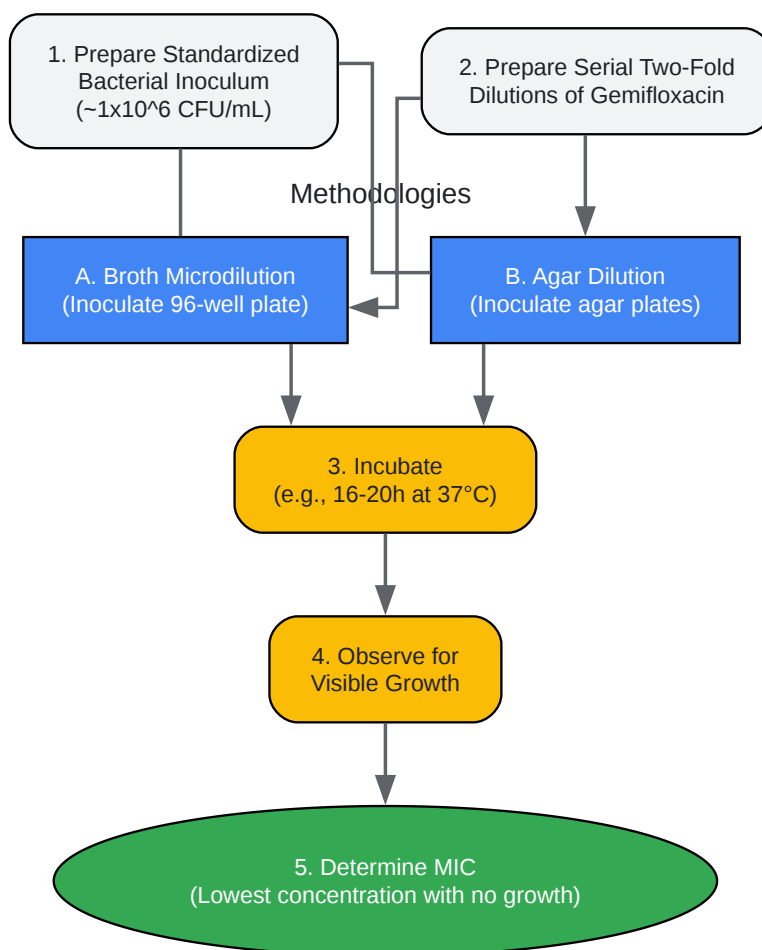 1. Prepare Standardized
Bacterial Inoculum
(~1x10^6 CFU/mL)
2. Prepare Serial Two-Fold
Dilutions of Gemifloxacin
Methodologies
A. Broth Microdilution
(Inoculate 96-well plate)
B. Agar Dilution
(Inoculate agar plates)
3. Incubate
(e.g., 16-20h at 37°C)
4. Observe for
Visible Growth
5. Determine MIC
(Lowest concentration with no growth)